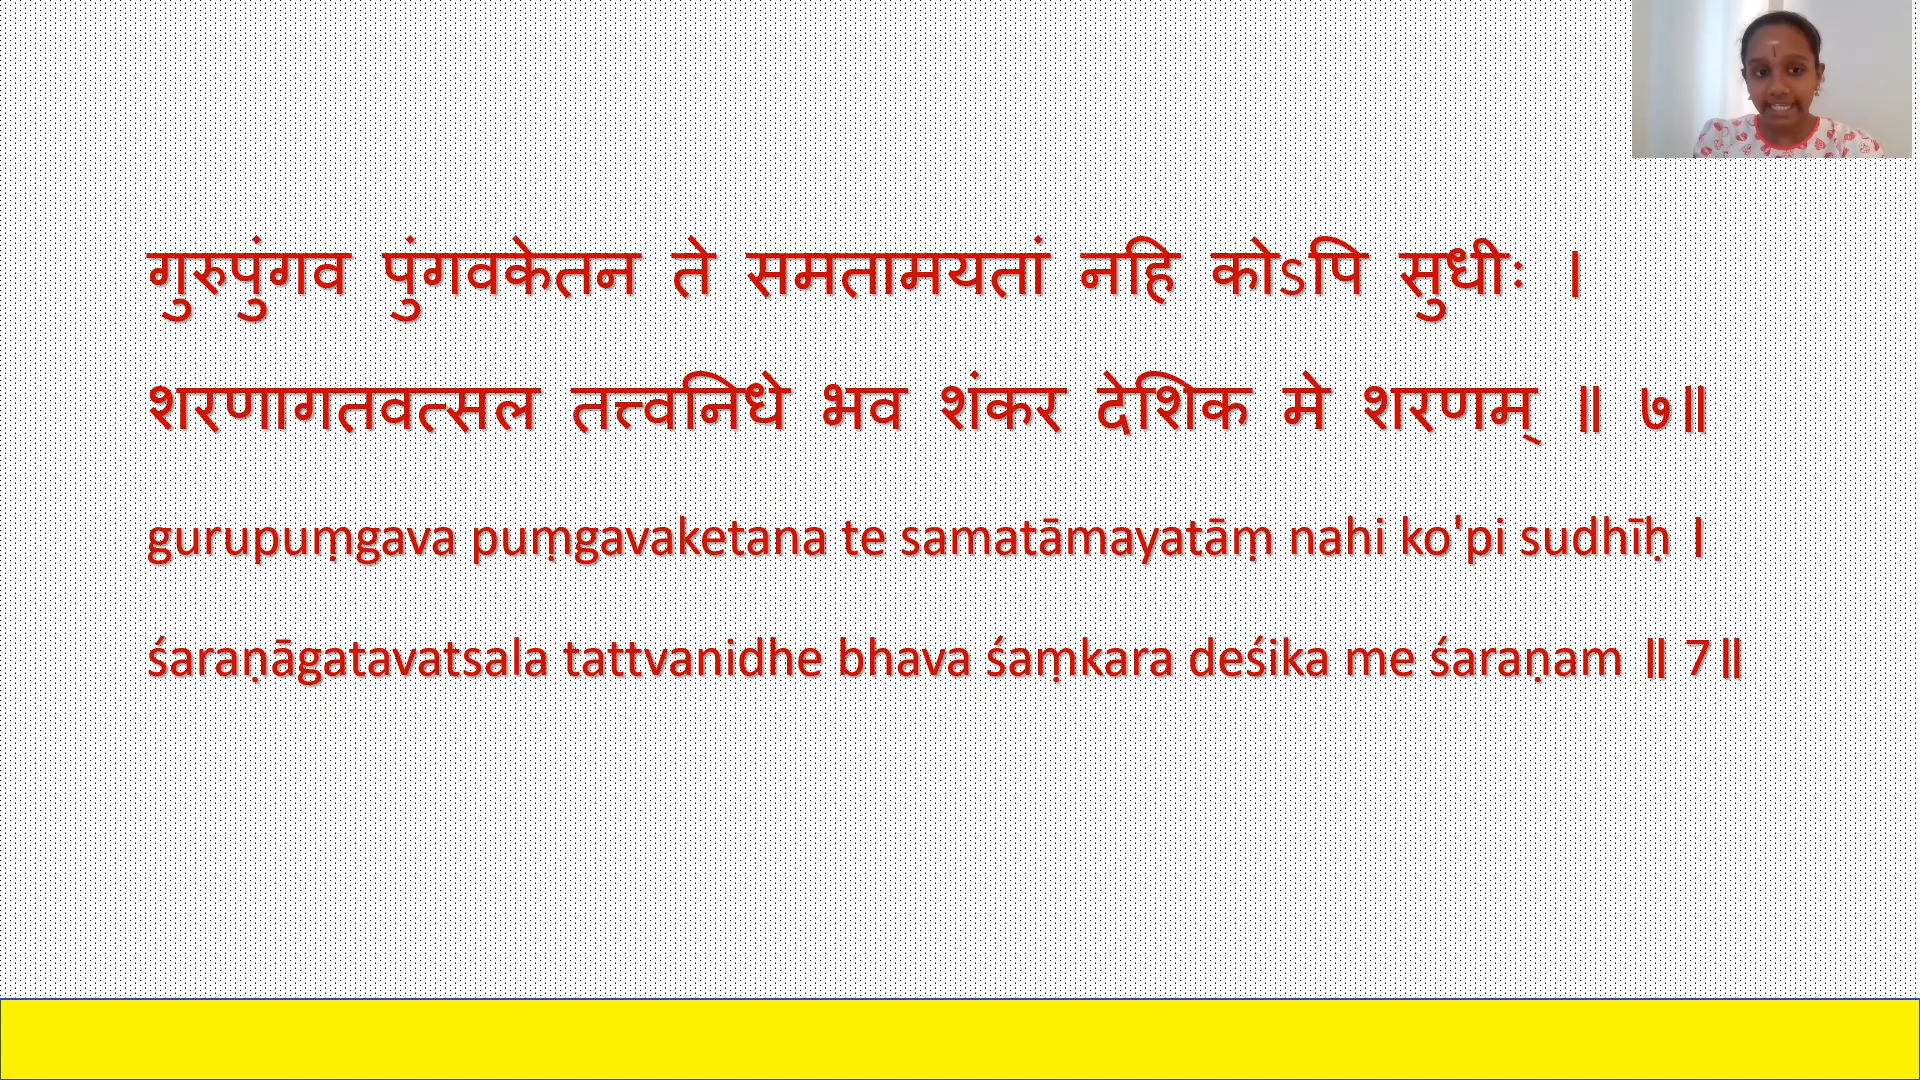 गुरुपुंगव पुंगवकेतन ते समतामयतां नहि कोऽपि सुधीः ।
शरणागतवत्सल तत्त्वनिधे भव शंकर देशिक मे शरणम् ॥ ७॥
gurupuṃgava puṃgavaketana te samatāmayatāṃ nahi ko'pi sudhīḥ ।
śaraṇāgatavatsala tattvanidhe bhava śaṃkara deśika me śaraṇam ॥ 7॥